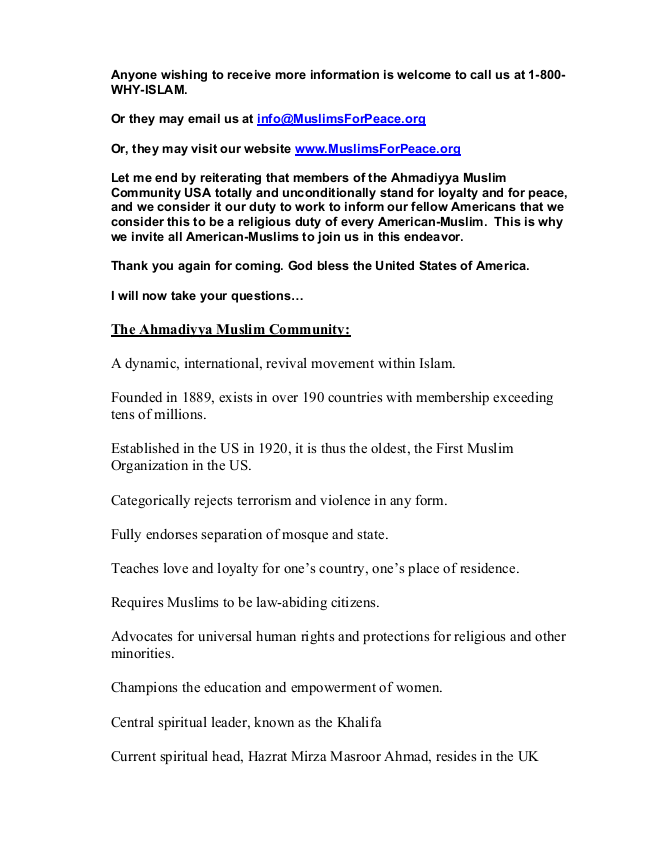 Anyone wishing to receive more information is welcome to call us at 1-800-
WHY-ISLAM.
Or they may email us at info@MuslimsForPeace.org
Or, they may visit our website www.MuslimsForPeace.org
Let me end by reiterating that members of the Ahmadiyya Muslim
Community USA totally and unconditionally stand for loyalty and for peace,
and we consider it our duty to work to inform our fellow Americans that we
consider this to be a religious duty of every American-Muslim.  This is why
we invite all American-Muslims to join us in this endeavor.
Thank you again for coming. God bless the United States of America.
I will now take your questions…
The Ahmadiyya Muslim Community:
A dynamic, international, revival movement within Islam.
Founded in 1889, exists in over 190 countries with membership exceeding
tens of millions.
Established in the US in 1920, it is thus the oldest, the First Muslim
Organization in the US.
Categorically rejects terrorism and violence in any form.
Fully endorses separation of mosque and state.
Teaches love and loyalty for one’s country, one’s place of residence.
Requires Muslims to be law-abiding citizens.
Advocates for universal human rights and protections for religious and other
minorities.
Champions the education and empowerment of women.
Central spiritual leader, known as the Khalifa
Current spiritual head, Hazrat Mirza Masroor Ahmad, resides in the UK